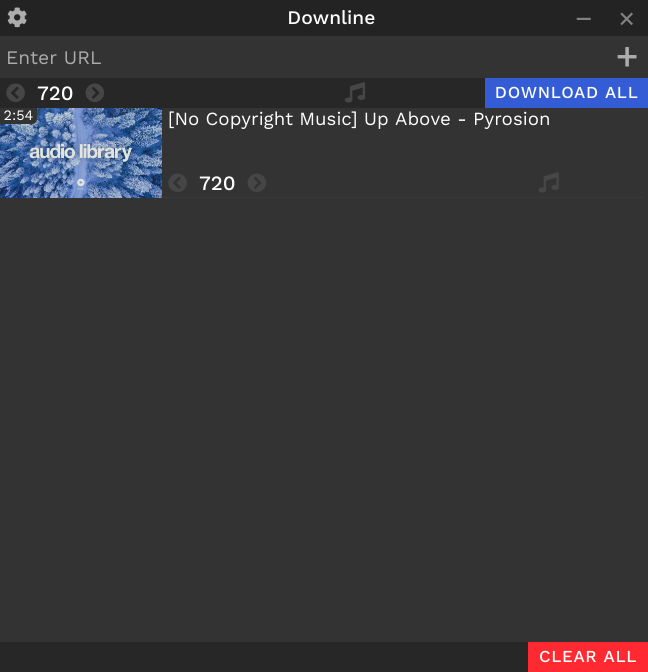 Downline
Enter URL
720
DOWNLOAD ALL
2:54
audio library
[No Copyright Music] Up Above - Pyrosion
720
CLEAR ALL